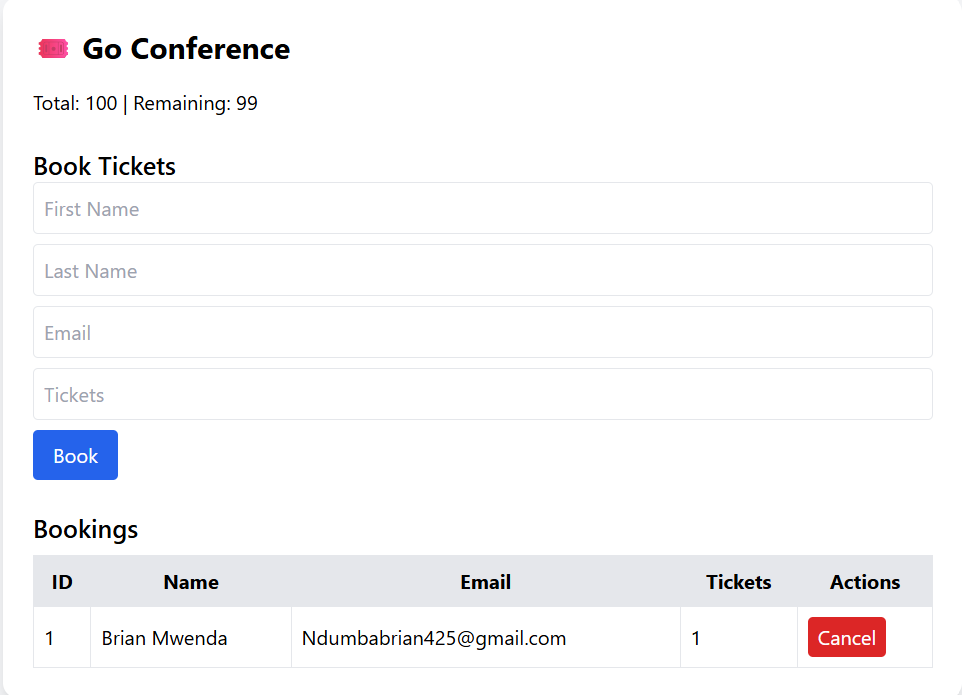 Go Conference
Total: 100 | Remaining: 99
Book Tickets
First Name
Last Name
Email
Tickets
Book
Bookings
ID Name Email Tickets Actions
1 Brian Mwenda Ndumbabrian425@gmail.com 1 Cancel